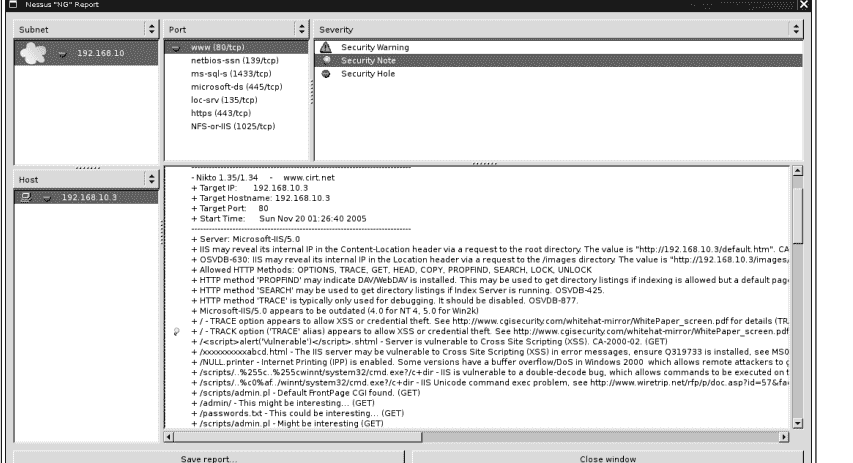 Nessus "NG" Report
Subnet
192.168.10
Port
www (80/tcp)
netbios-ssn (139/tcp)
ms-sql-s (1433/tcp)
microsoft-ds (445/tcp)
loc-srv (135/tcp)
https (443/tcp)
NFS-or-IIS (1025/tcp)
Severity
Security Warning
Security Note
Security Hole
Host
192.168.10.3
- Nikto 1.35/1.34 - www.cirt.net
+ Target IP: 192.168.10.3
+ Target Hostname: 192.168.10.3
+ Target Port: 80
+ Start Time: Sun Nov 20 01:26:40 2005
+ Server: Microsoft-IIS/5.0
+ IIS may reveal its internal IP in the Content-Location header via a request to the root directory. The value is "http://192.168.10.3/default.htm". CA
+ OSVDB-630: IIS may reveal its internal IP in the Location header via a request to the /images directory. The value is "http://192.168.10.3/images,
+ Allowed HTTP Methods: OPTIONS, TRACE, GET, HEAD, COPY, PROPFIND, SEARCH, LOCK, UNLOCK
+ HTTP method 'PROPFIND' may indicate DAV/WebDAV is installed. This may be used to get directory listings if indexing is allowed but a default pag
+ HTTP method 'SEARCH' may be used to get directory listings if Index Server is running. OSVDB-425.
+ HTTP method 'TRACE' is typically only used for debugging. It should be disabled. OSVDB-877.
+ Microsoft-IIS/5.0 appears to be outdated (4.0 for NT 4, 5.0 for Win2k)
+ / - TRACE option appears to allow XSS or credential theft. See http://www.cgisecurity.com/whitehat-mirror/WhitePaper_screen.pdf for details (TR
+ / - TRACK option ('TRACE' alias) appears to allow XSS or credential theft. See http://www.cgisecurity.com/whitehat-mirror/WhitePaper_screen.pdf
+ /<script>alert('Vulnerable')</script>.shtml - Server is vulnerable to Cross Site Scripting (XSS). CA-2000-02. (GET)
+ /xxxxxxxxxxabcd.html - The IIS server may be vulnerable to Cross Site Scripting (XSS) in error messages, ensure Q319733 is installed, see MS0
+ /NULL.printer - Internet Printing (IPP) is enabled. Some versions have a buffer overflow/DoS in Windows 2000 which allows remote attackers to g
+ /scripts/..%255c..%255cwinnt/system32/cmd.exe?/c+dir - IIS is vulnerable to a double-decode bug, which allows commands to be executed on t
+ /scripts/..%c0%af../winnt/system32/cmd.exe?/c+dir - IIS Unicode command exec problem, see http://www.wiretrip.net/rfp/p/doc.asp?id=57&fa
+ /scripts/admin.pl - Default FrontPage CGI found. (GET)
+ /admin/ - This might be interesting... (GET)
+ /passwords.txt - This could be interesting... (GET)
+ /scripts/admin.pl - Might be interesting (GET)
Save report...
Close window